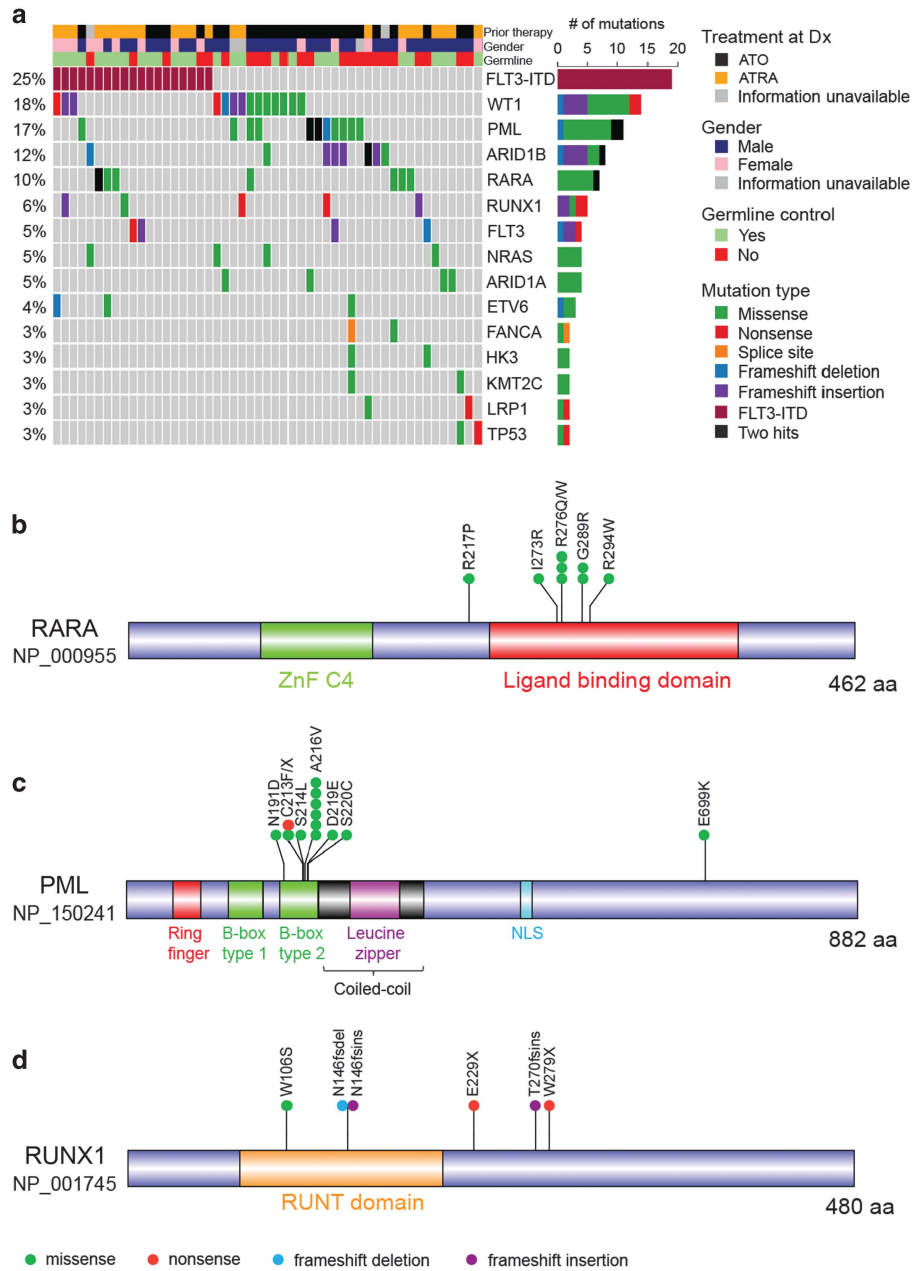 a
Prior therapy
Gender
Germline
# of mutations
0 5 10 15 20
25% FLT3-ITD
18% WT1
17% PML
12% ARID1B
10% RARA
6% RUNX1
5% FLT3
5% NRAS
5% ARID1A
4% ETV6
3% FANCA
3% HK3
3% KMT2C
3% LRP1
3% TP53
Treatment at Dx
ATO
ATRA
Information unavailable
Gender
Male
Female
Information unavailable
Germline control
Yes
No
Mutation type
Missense
Nonsense
Splice site
Frameshift deletion
Frameshift insertion
FLT3-ITD
Two hits
b
R217P
I273R
R276Q/W
G289R
R294W
RARA
NP_000955
ZnF C4
Ligand binding domain
462 aa
c
N191D
C213F/X
S214L
A216V
D219E
S220C
E699K
PML
NP_150241
Ring
finger
B-box
type 1
B-box
type 2
Leucine
zipper
NLS
882 aa
Coiled-coil
d
W106S
N146fsdel
N146fsins
E229X
T270fsins
W279X
RUNX1
NP_001745
RUNT domain
480 aa
missense
nonsense
frameshift deletion
frameshift insertion